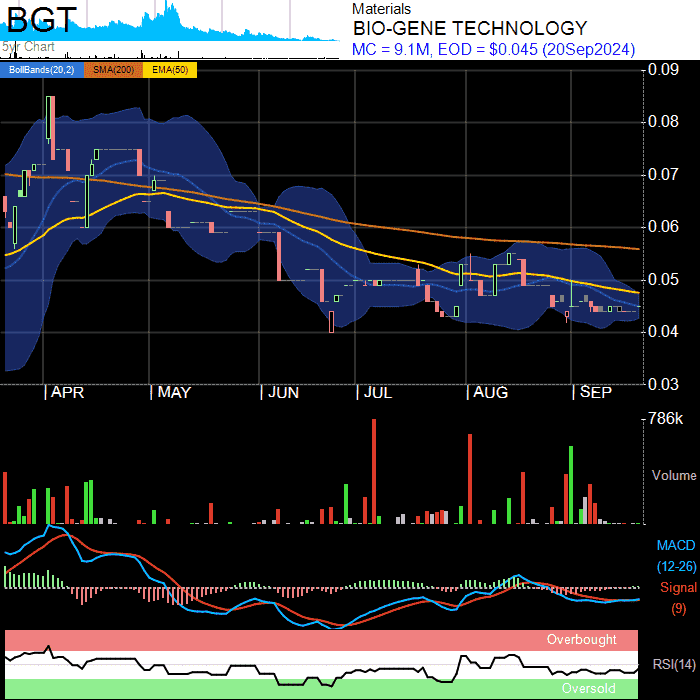 BGT
5yr Chart
Materials
BIO-GENE TECHNOLOGY
MC = 9.1M, EOD = $0.045 (20Sep2024)
BollBands(20,2) SMA(200) EMA(50)
0.09
0.08
0.07
0.06
0.05
0.04
0.03
APR MAY JUN JUL AUG SEP
786k
Volume
MACD
(12-26)
Signal
(9)
Overbought
RSI(14)
Oversold